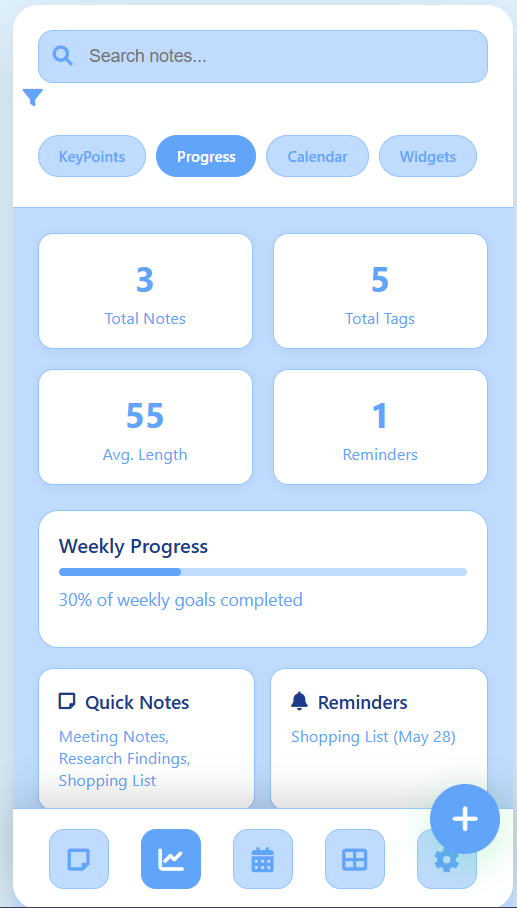 Search notes...
KeyPoints
Progress
Calendar
Widgets
3
Total Notes
5
Total Tags
55
Avg. Length
1
Reminders
Weekly Progress
30% of weekly goals completed
Quick Notes
Meeting Notes,
Research Findings,
Shopping List
Reminders
Shopping List (May 28)